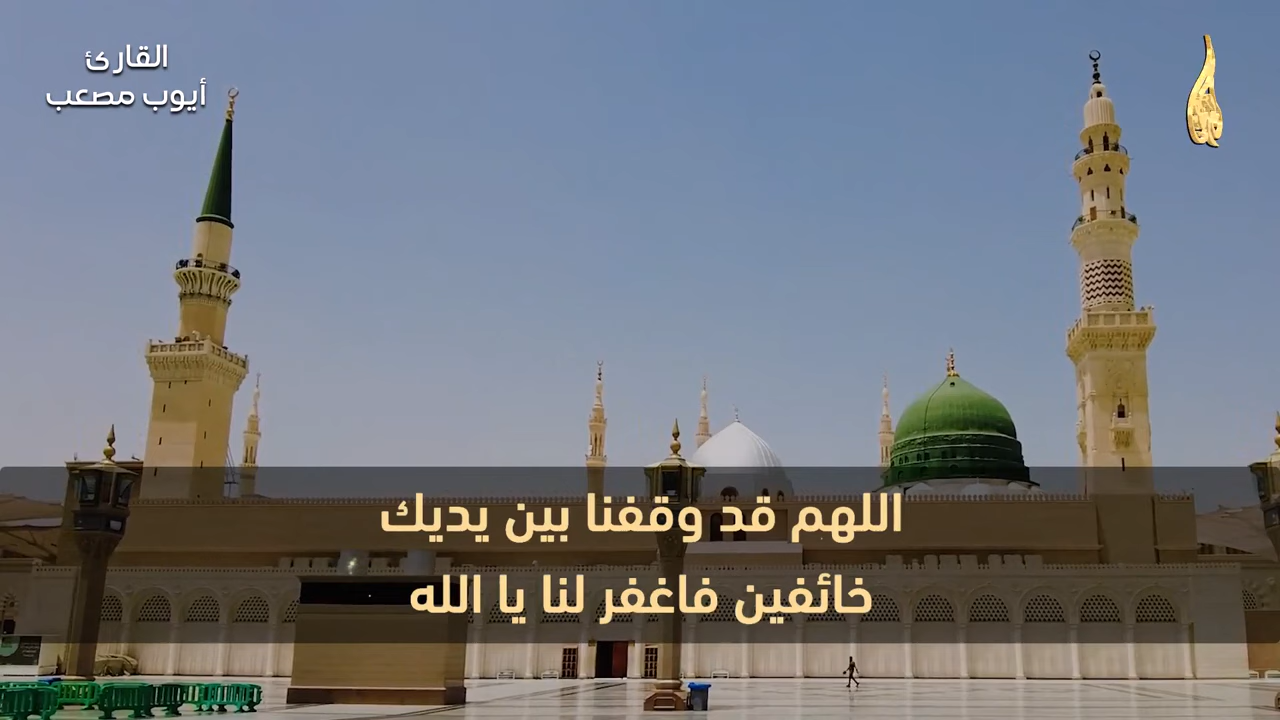 القارئ
أيوب مصعب
اللهم قد وقفنا بين يديك
خائفين فاغفر لنا يا الله